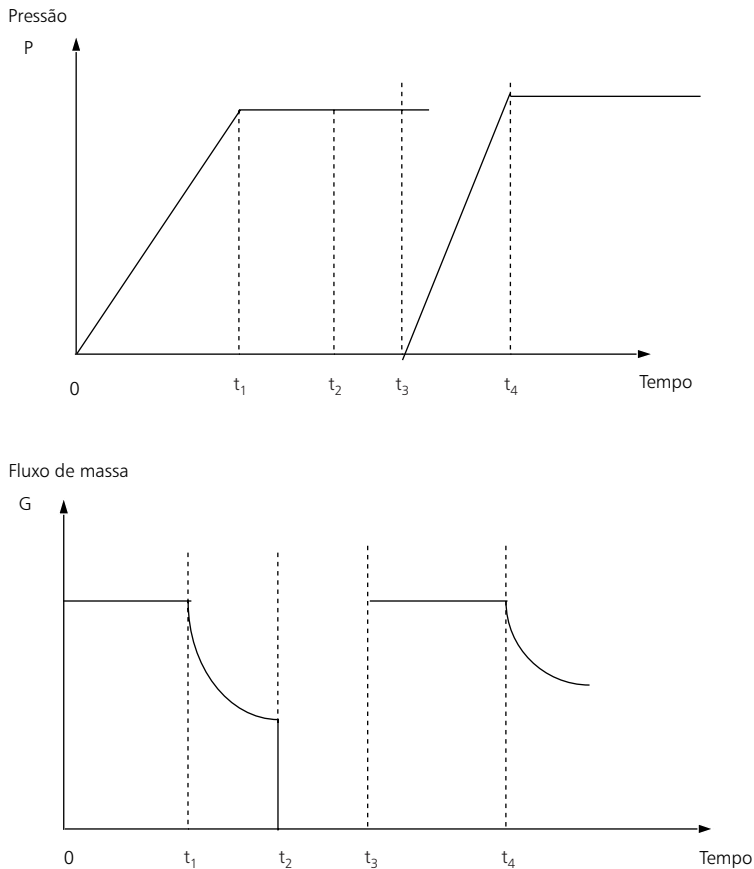 Pressão
P
0 t1 t2 t3 t4 Tempo
Fluxo de massa
G
0 t1 t2 t3 t4 Tempo